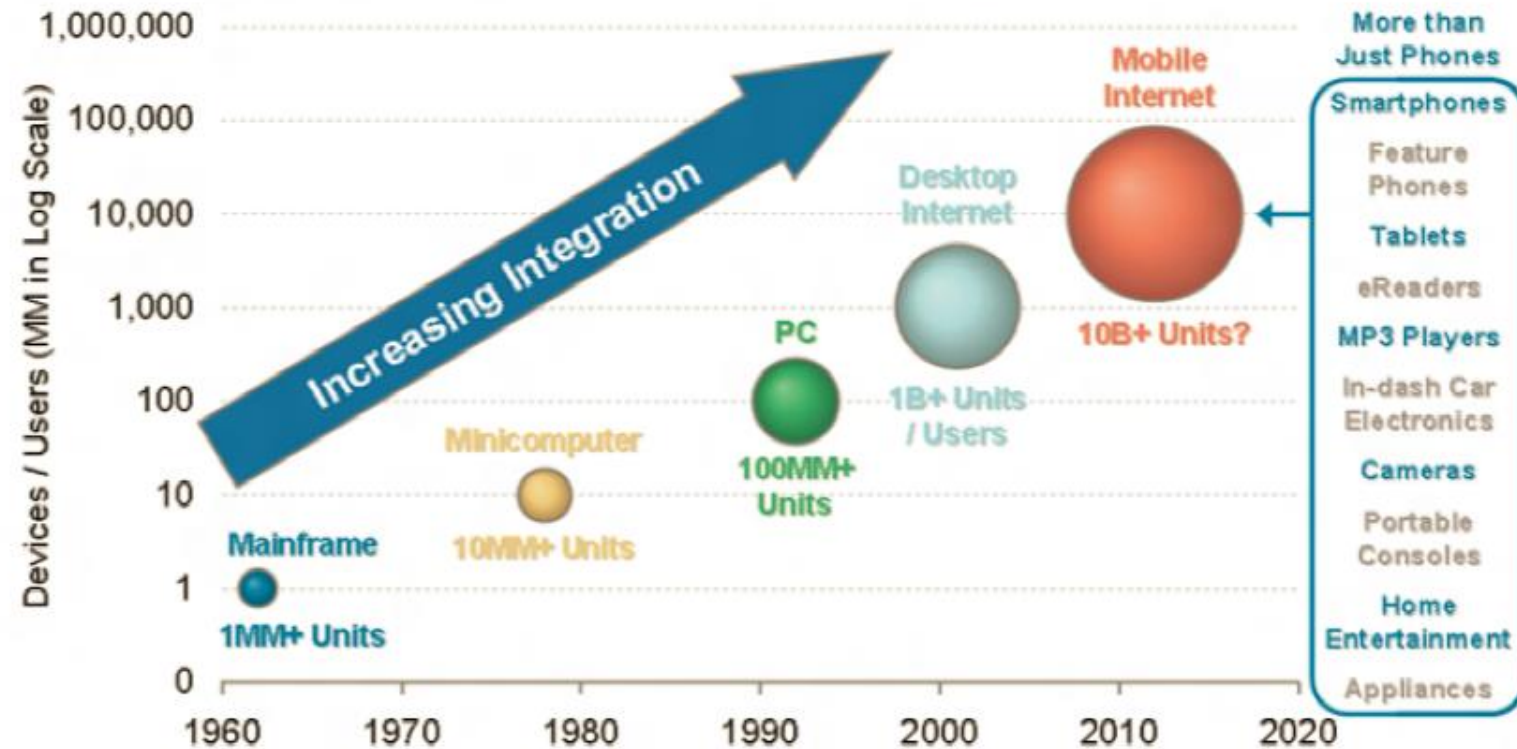 Devices / Users (MM in Log Scale)
1,000,000
100,000
10,000
1,000
100
10
1
0
1960
1970
1980
1990
2000
2010
2020
Increasing Integration
Mainframe
1MM+ Units
Minicomputer
10MM+ Units
PC
100MM+
Units
Desktop
Internet
1B+ Units
/ Users
Mobile
Internet
10B+ Units?
More than
Just Phones
Smartphones
Feature
Phones
Tablets
eReaders
MP3 Players
In-dash Car
Electronics
Cameras
Portable
Consoles
Home
Entertainment
Appliances